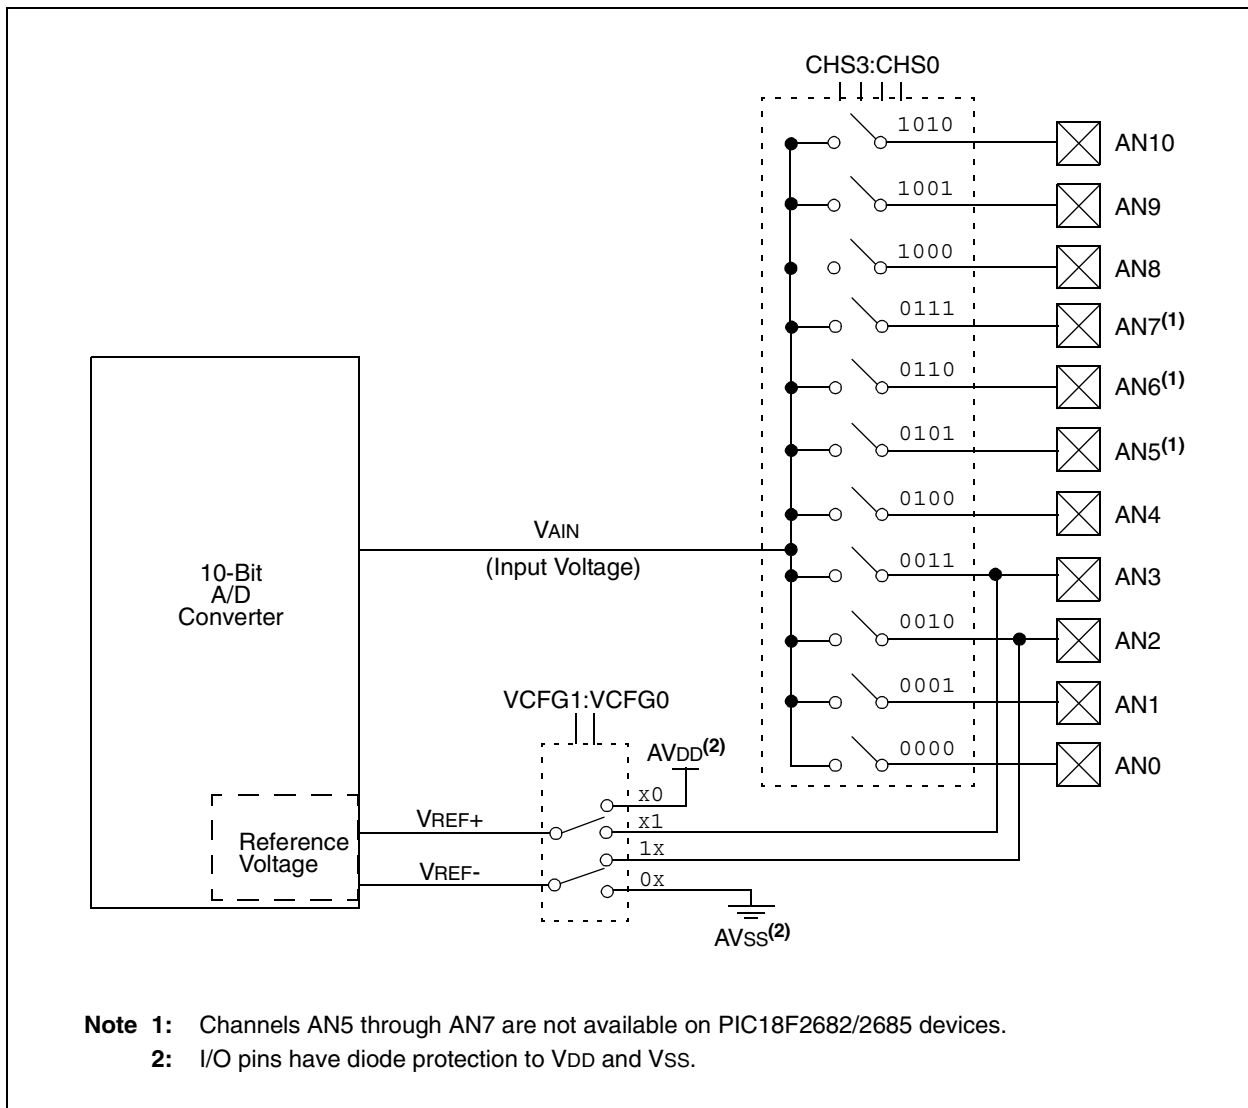 CHS3:CHS0
1010
AN10
1001
AN9
1000
AN8
0111
AN7(1)
0110
AN6(1)
0101
AN5(1)
0100
AN4
VAIN
(Input Voltage)
0011
AN3
10-Bit
A/D
Converter
0010
AN2
VCFG1:VCFG0
0001
AN1
AVDD(2)
0000
AN0
x0
VREF+
x1
Reference
Voltage
1x
VREF-
0x
AVSS(2)
Note 1: Channels AN5 through AN7 are not available on PIC18F2682/2685 devices.
2: I/O pins have diode protection to VDD and VSS.